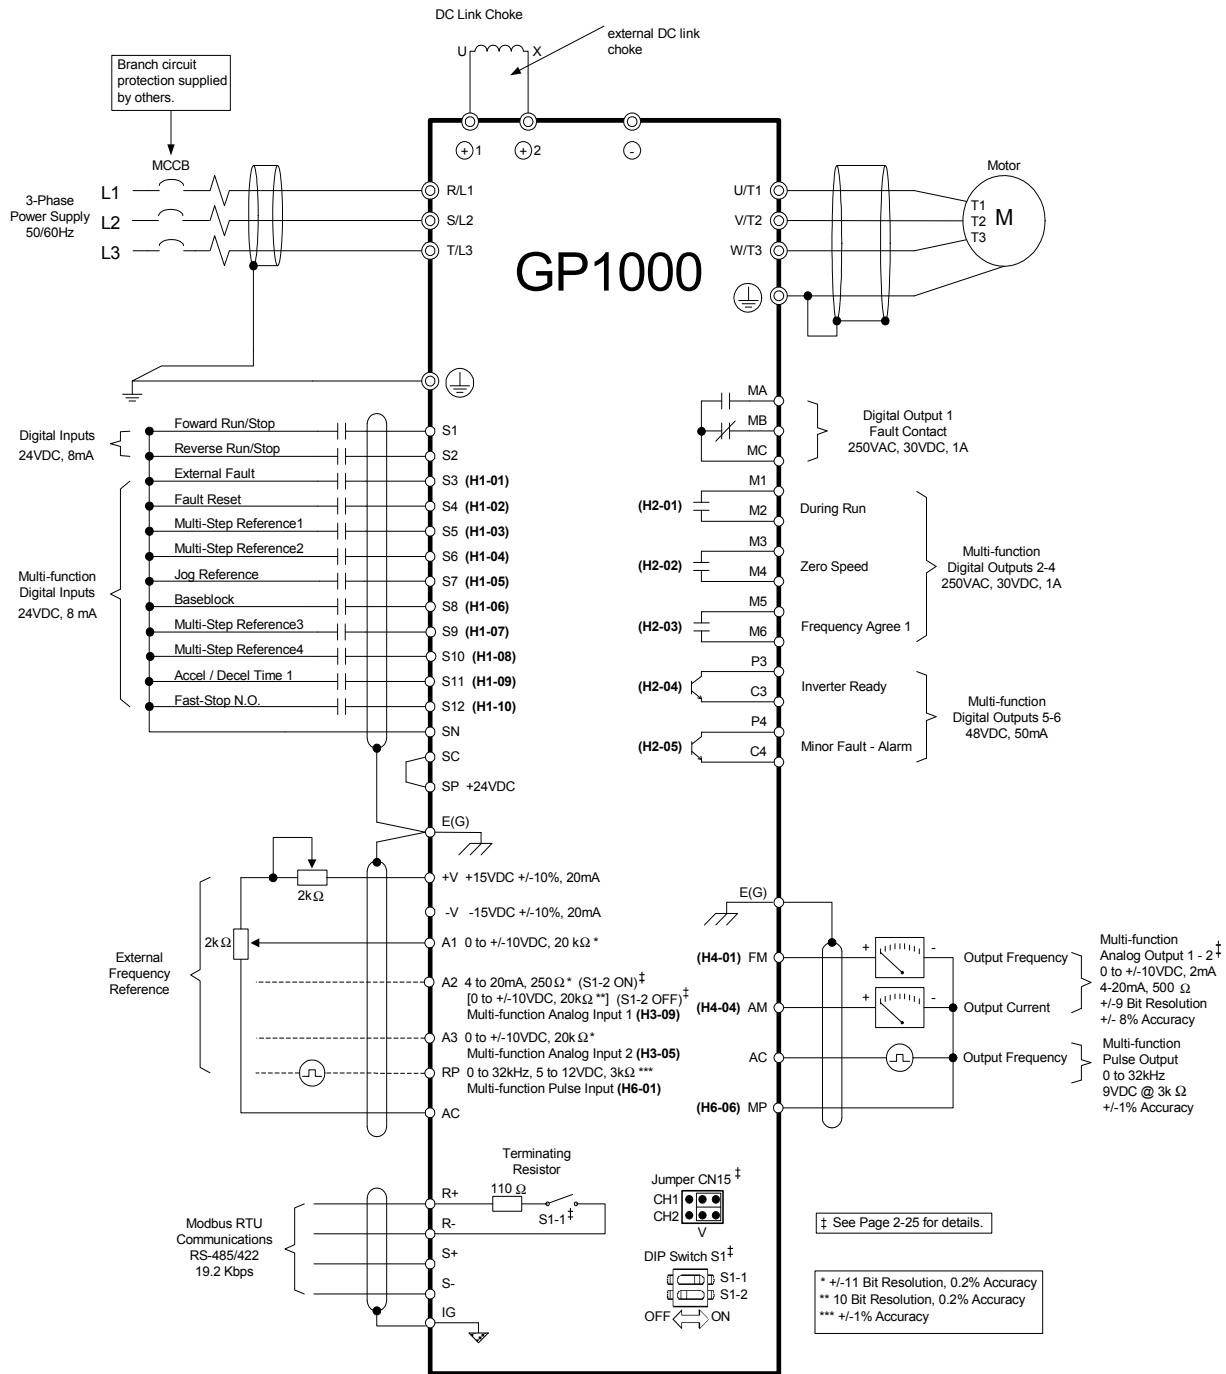 DC Link Choke
external DC link
choke
U
X
Branch circuit
protection supplied
by others.
MCCB
+ 1
+ 2
-
3-Phase
Power Supply
50/60Hz
L1
L2
L3
R/L1
S/L2
T/L3
GP1000
U/T1
V/T2
W/T3
Motor
T1
T2
T3
M
Digital Inputs
24VDC, 8mA
Foward Run/Stop
S1
Reverse Run/Stop
S2
Multi-function
Digital Inputs
24VDC, 8 mA
External Fault
S3 (H1-01)
Fault Reset
S4 (H1-02)
Multi-Step Reference1
S5 (H1-03)
Multi-Step Reference2
S6 (H1-04)
Jog Reference
S7 (H1-05)
Baseblock
S8 (H1-06)
Multi-Step Reference3
S9 (H1-07)
Multi-Step Reference4
S10 (H1-08)
Accel / Decel Time 1
S11 (H1-09)
Fast-Stop N.O.
S12 (H1-10)
SN
SC
SP +24VDC
E(G)
MA
MB
MC
Digital Output 1
Fault Contact
250VAC, 30VDC, 1A
M1
(H2-01)
M2
During Run
M3
(H2-02)
M4
Zero Speed
M5
(H2-03)
M6
Frequency Agree 1
Multi-function
Digital Outputs 2-4
250VAC, 30VDC, 1A
P3
(H2-04)
C3
Inverter Ready
P4
(H2-05)
C4
Minor Fault - Alarm
Multi-function
Digital Outputs 5-6
48VDC, 50mA
External
Frequency
Reference
2kΩ
2kΩ
+V +15VDC +/-10%, 20mA
-V -15VDC +/-10%, 20mA
A1 0 to +/-10VDC, 20 kΩ *
A2 4 to 20mA, 250Ω * (S1-2 ON)‡
[0 to +/-10VDC, 20kΩ **] (S1-2 OFF)‡
Multi-function Analog Input 1 (H3-09)
A3 0 to +/-10VDC, 20kΩ *
Multi-function Analog Input 2 (H3-05)
RP 0 to 32kHz, 5 to 12VDC, 3kΩ ***
Multi-function Pulse Input (H6-01)
AC
E(G)
(H4-01) FM
+
-
Output Frequency
(H4-04) AM
+
-
Output Current
Multi-function
Analog Output 1 - 2‡
0 to +/-10VDC, 2mA
4-20mA, 500 Ω
+/-9 Bit Resolution
+/- 8% Accuracy
AC
Output Frequency
(H6-06) MP
Multi-function
Pulse Output
0 to 32kHz
9VDC @ 3k Ω
+/-1% Accuracy
Modbus RTU
Communications
RS-485/422
19.2 Kbps
R+
R-
S+
S-
IG
Terminating
Resistor
110 Ω
S1-1‡
Jumper CN15 ‡
CH1
CH2
V
DIP Switch S1‡
S1-1
S1-2
OFF
ON
‡ See Page 2-25 for details.
* +/-11 Bit Resolution, 0.2% Accuracy
** 10 Bit Resolution, 0.2% Accuracy
*** +/-1% Accuracy